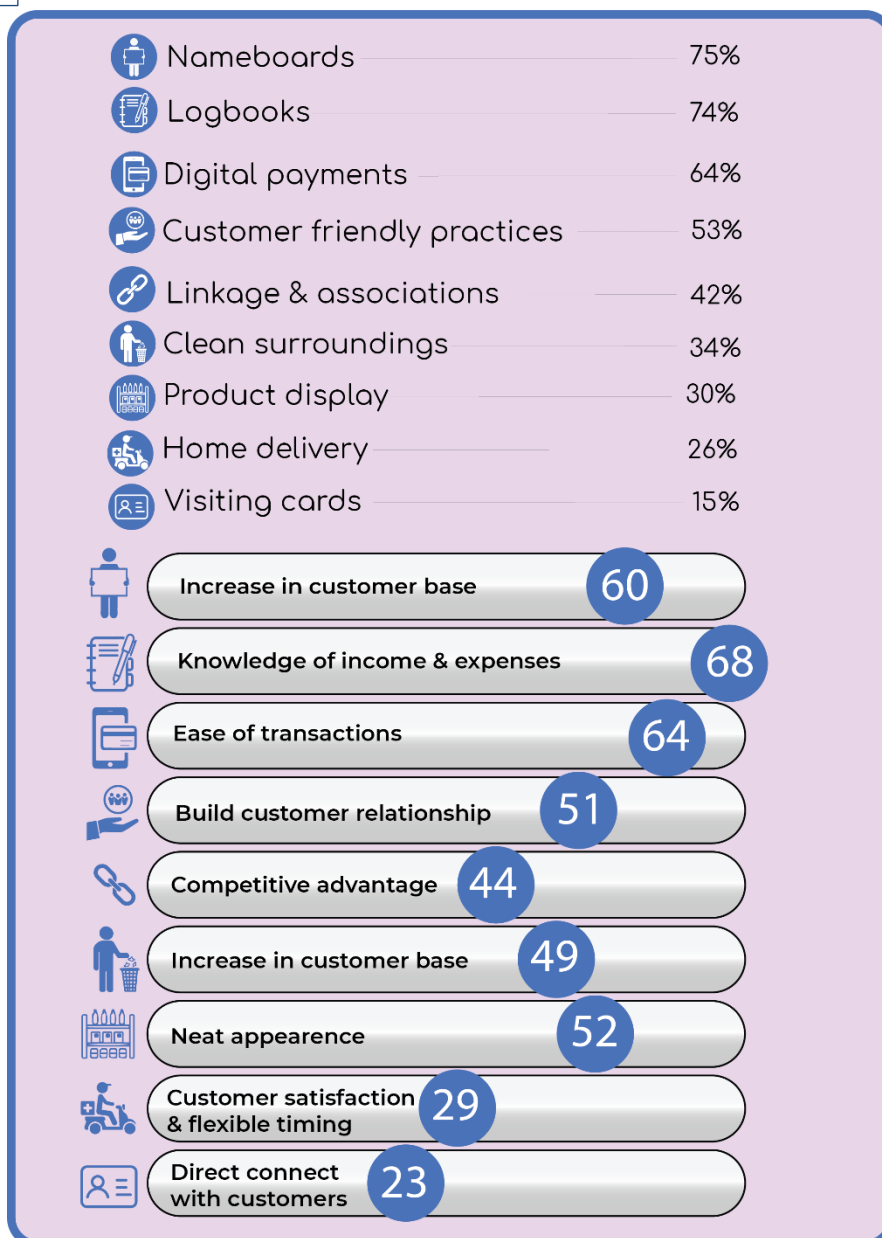 Nameboards 75%
Logbooks 74%
Digital payments 64%
Customer friendly practices 53%
Linkage & associations 42%
Clean surroundings 34%
Product display 30%
Home delivery 26%
Visiting cards 15%
Increase in customer base 60
Knowledge of income & expenses 68
Ease of transactions 64
Build customer relationship 51
Competitive advantage 44
Increase in customer base 49
Neat appearence 52
Customer satisfaction
& flexible timing 29
Direct connect
with customers 23